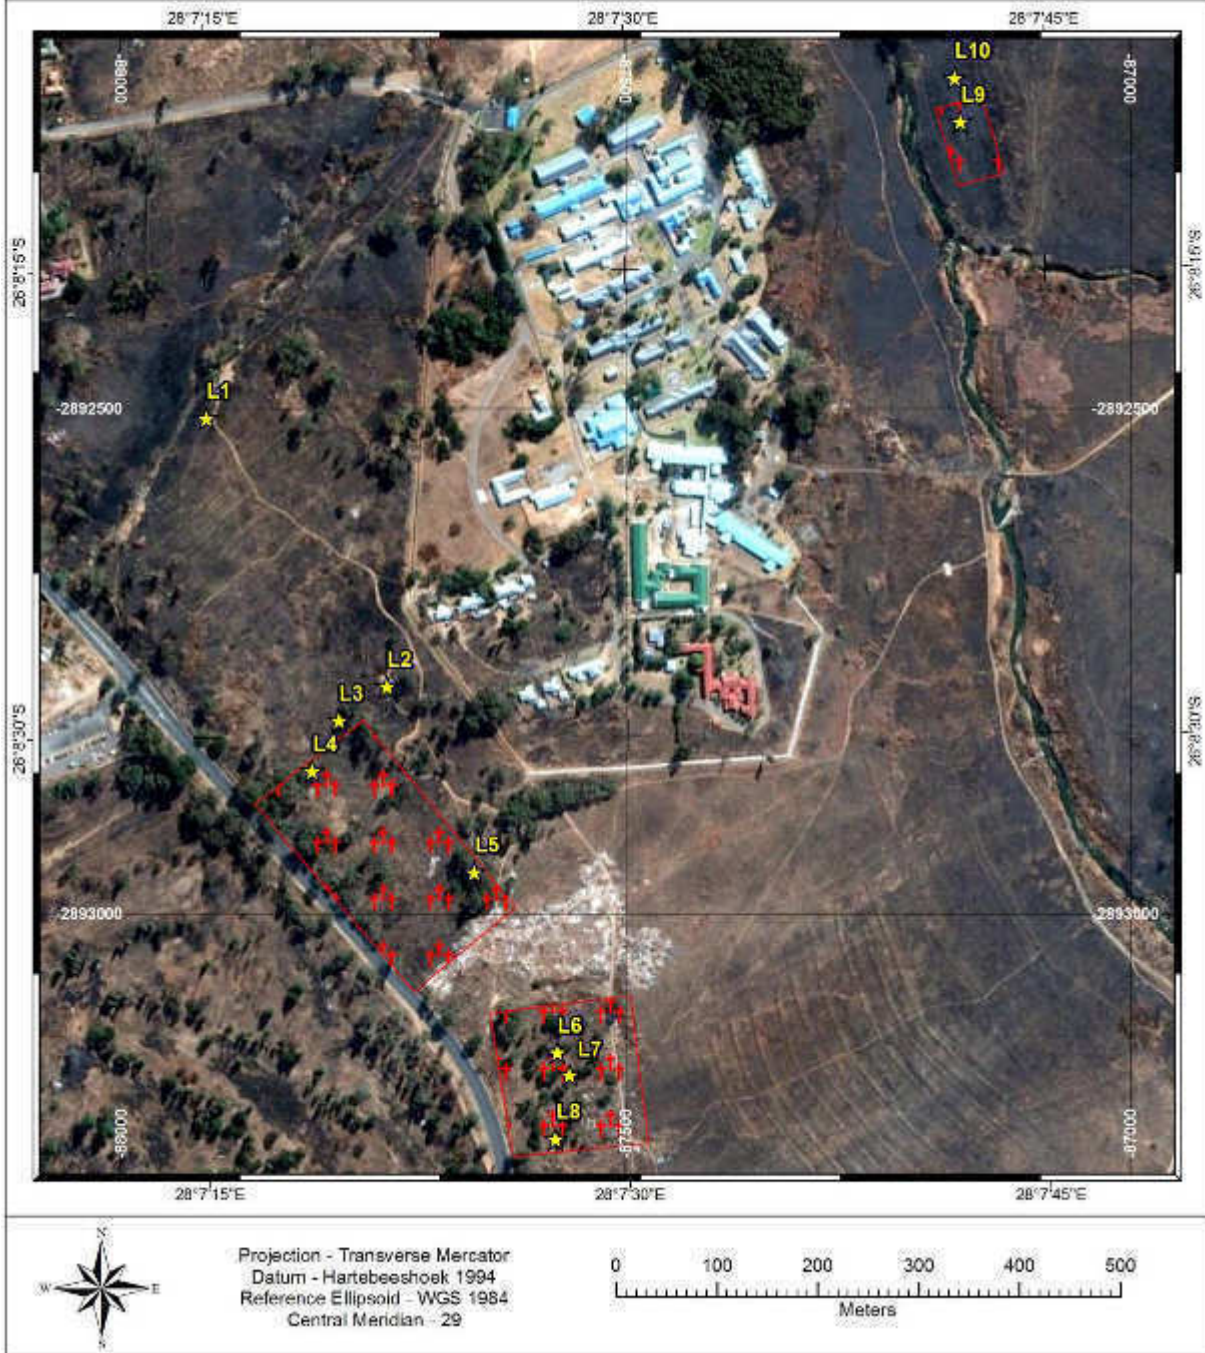 28°7'15"E 28°7'30"E 28°7'45"E
-88000 -87500 -87000
L10
L9
26°8'15"S 26°8'15"S
L1
-2892500 -2892500
L2
L3
L4
26°8'30"S 26°8'30"S
L5
-2893000 -2893000
L6
L7
L8
-88000 -87500 -87000
28°7'15"E 28°7'30"E 28°7'45"E
N
W E
S
Projection - Transverse Mercator
Datum - Hartebeeshoek 1994
Reference Ellipsoid - WGS 1984
Central Meridian - 29
0 100 200 300 400 500
Meters